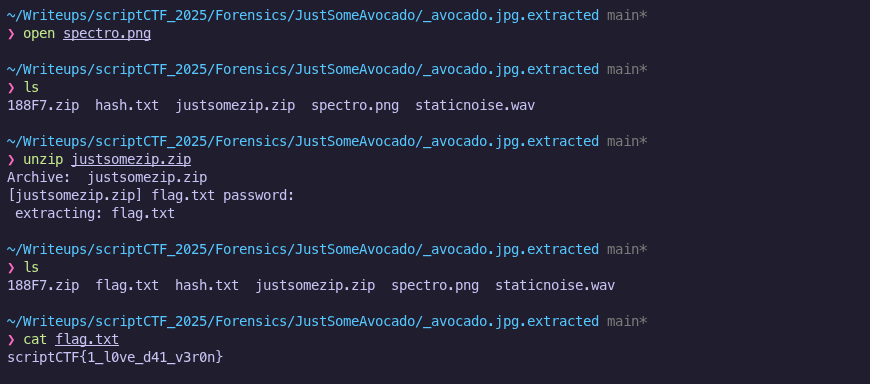 ~/Writeups/scriptCTF_2025/Forensics/JustSomeAvocado/_avocado.jpg.extracted main*
❯ open spectro.png
~/Writeups/scriptCTF_2025/Forensics/JustSomeAvocado/_avocado.jpg.extracted main*
❯ ls
188F7.zip  hash.txt  justsomezip.zip  spectro.png  staticnoise.wav
~/Writeups/scriptCTF_2025/Forensics/JustSomeAvocado/_avocado.jpg.extracted main*
❯ unzip justsomezip.zip
Archive:  justsomezip.zip
[justsomezip.zip] flag.txt password:
 extracting: flag.txt
~/Writeups/scriptCTF_2025/Forensics/JustSomeAvocado/_avocado.jpg.extracted main*
❯ ls
188F7.zip  flag.txt  hash.txt  justsomezip.zip  spectro.png  staticnoise.wav
~/Writeups/scriptCTF_2025/Forensics/JustSomeAvocado/_avocado.jpg.extracted main*
❯ cat flag.txt
scriptCTF{1_l0ve_d41_v3r0n}